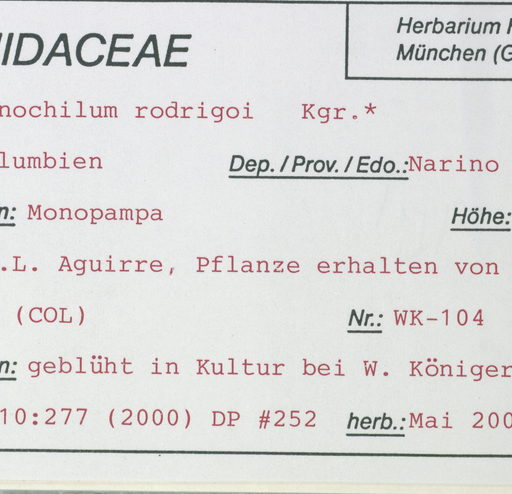 IDACEAE
Herbarium
München (G
nochilum rodrigoi Kgr.*
lumbien Dep. / Prov. / Edo.: Narino
n: Monopampa Höhe:
.L. Aguirre, Pflanze erhalten von
(COL) Nr.: WK-104
n: geblüht in Kultur bei W. Königer
10:277 (2000) DP #252 herb.: Mai 200